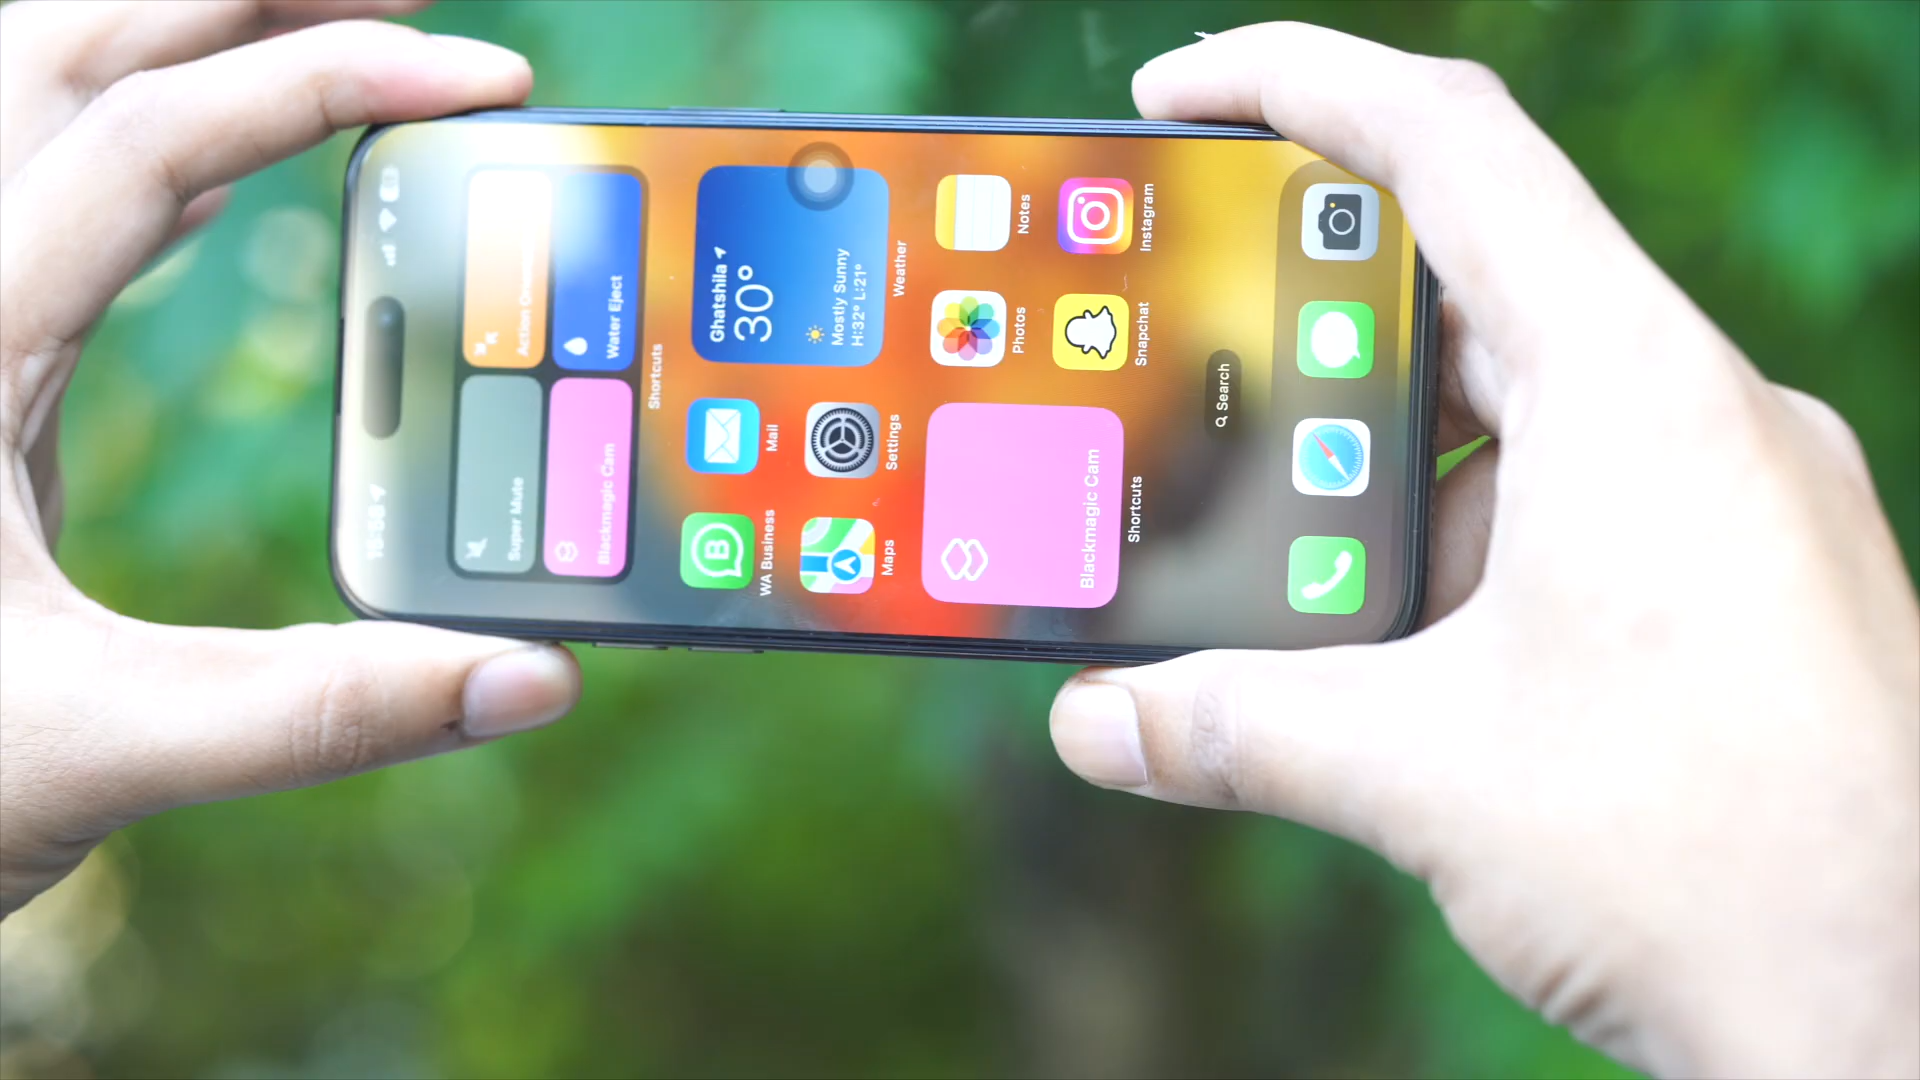 Super Mute
Blackmagic Cam
Water Eject
Shortcuts
WA Business
Mail
Ghatshila
30°
Mostly Sunny
H:32° L:21°
Weather
Maps
Settings
Blackmagic Cam
Shortcuts
Photos
Notes
Snapchat
Instagram
Search